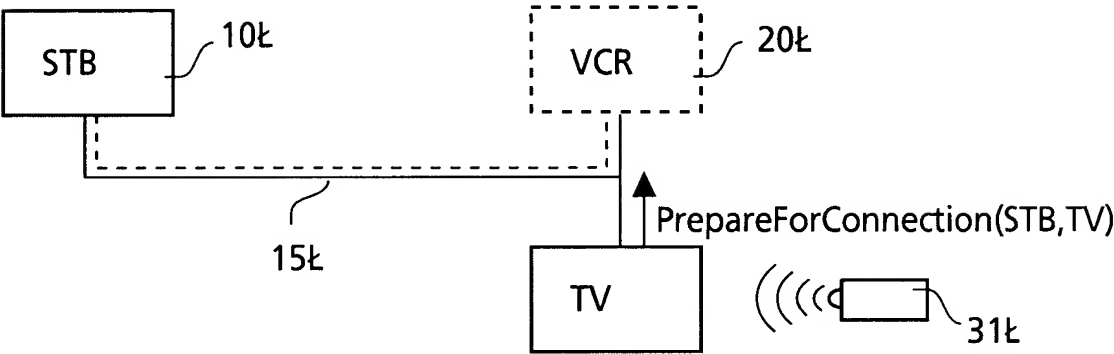 STB
10Ł
VCR
20Ł
15Ł
PrepareForConnection(STB,TV)
TV
31Ł